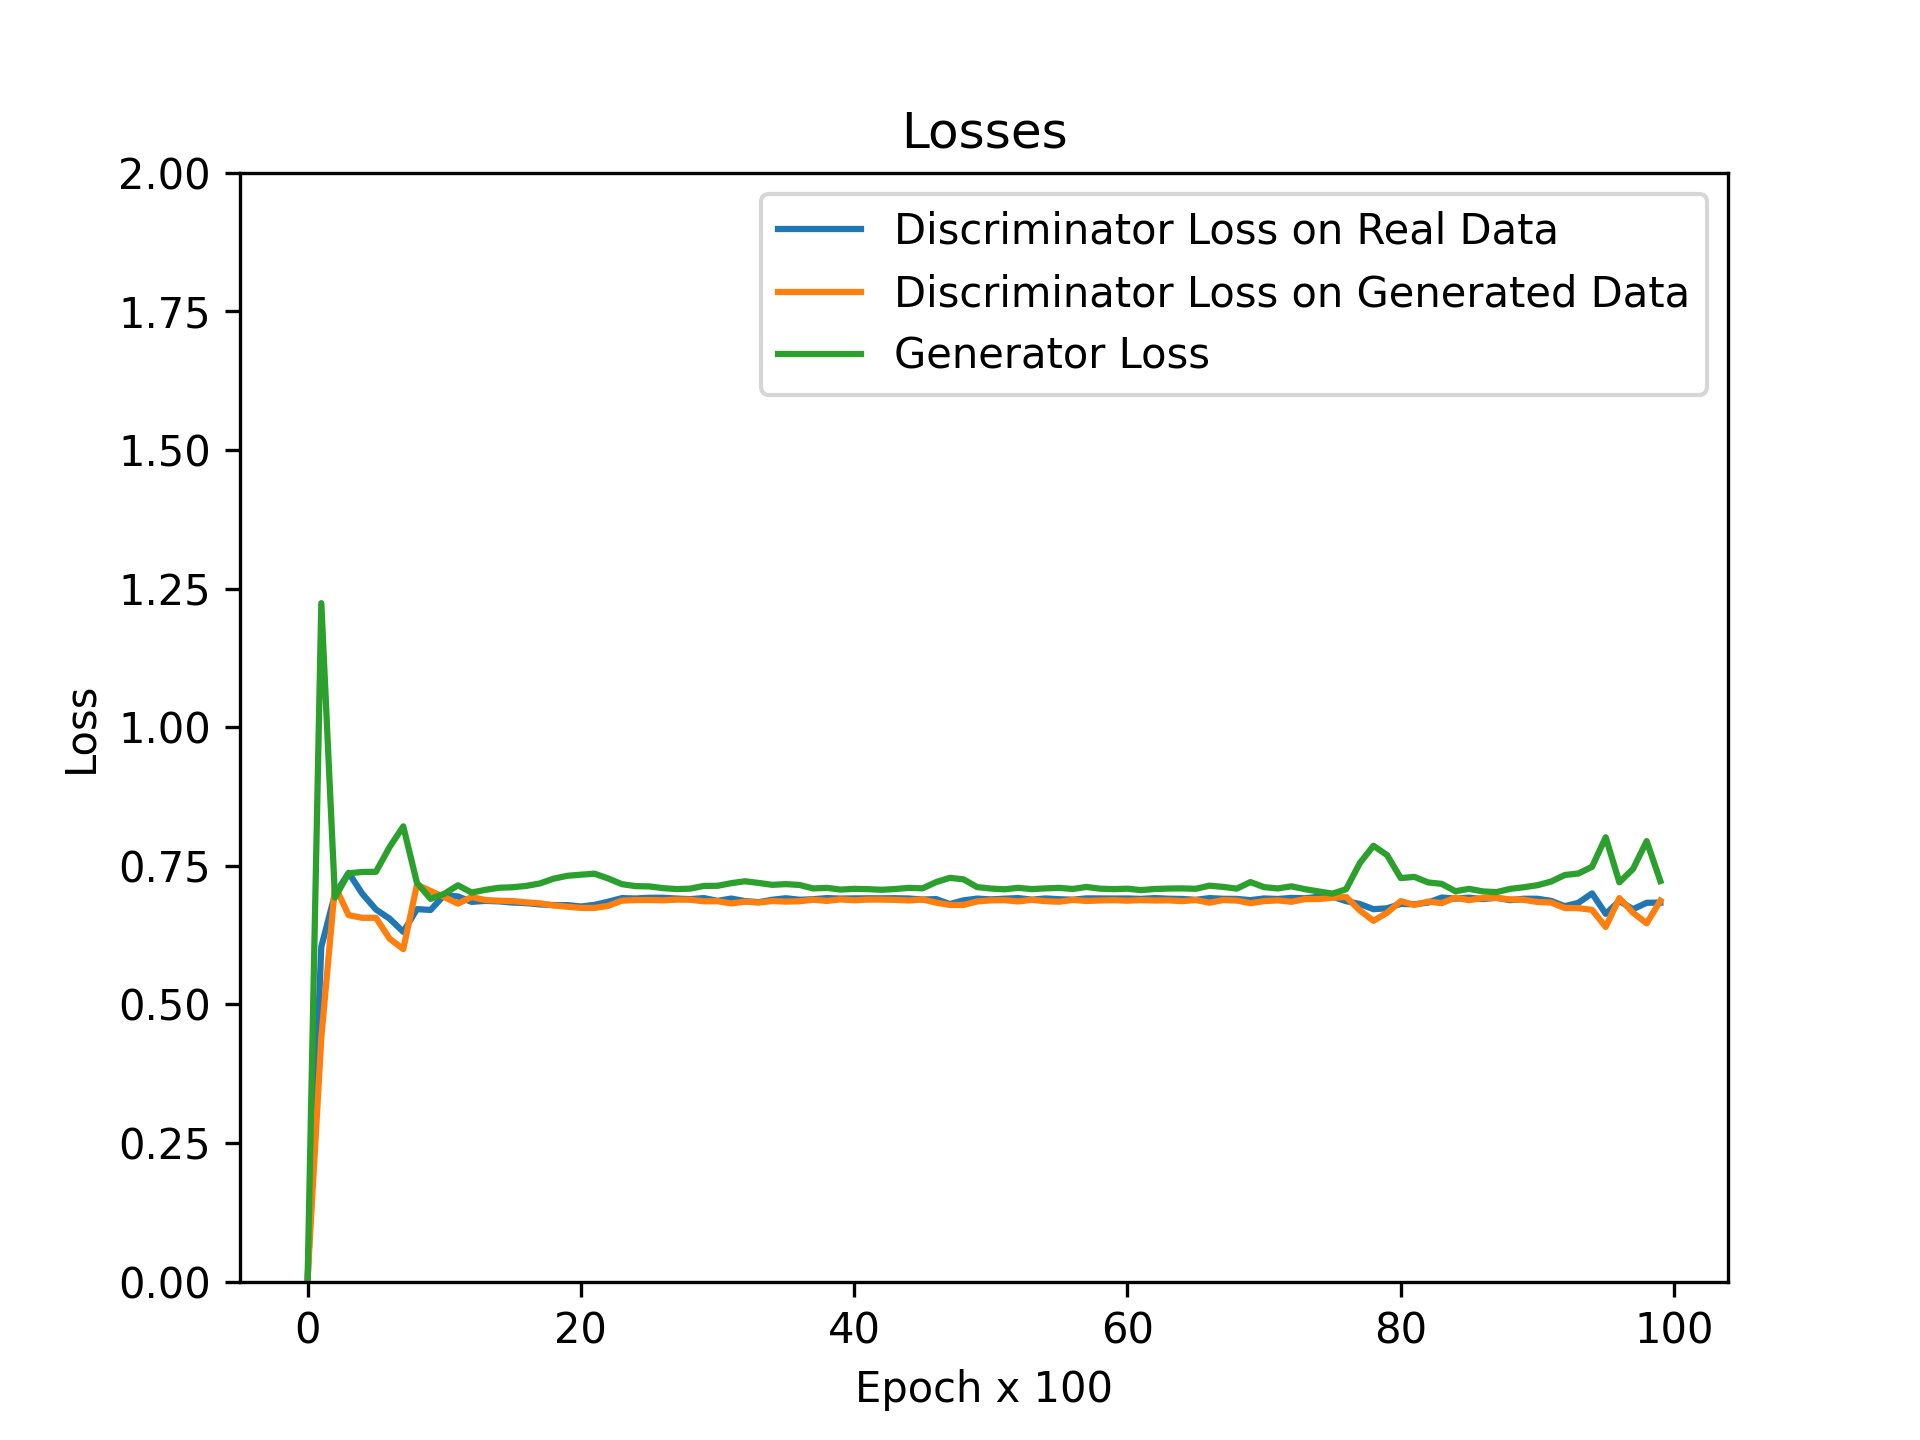 Losses
2.00
1.75
1.50
1.25
1.00
0.75
0.50
0.25
0.00
Loss
Discriminator Loss on Real Data
Discriminator Loss on Generated Data
Generator Loss
0 20 40 60 80 100
Epoch x 100